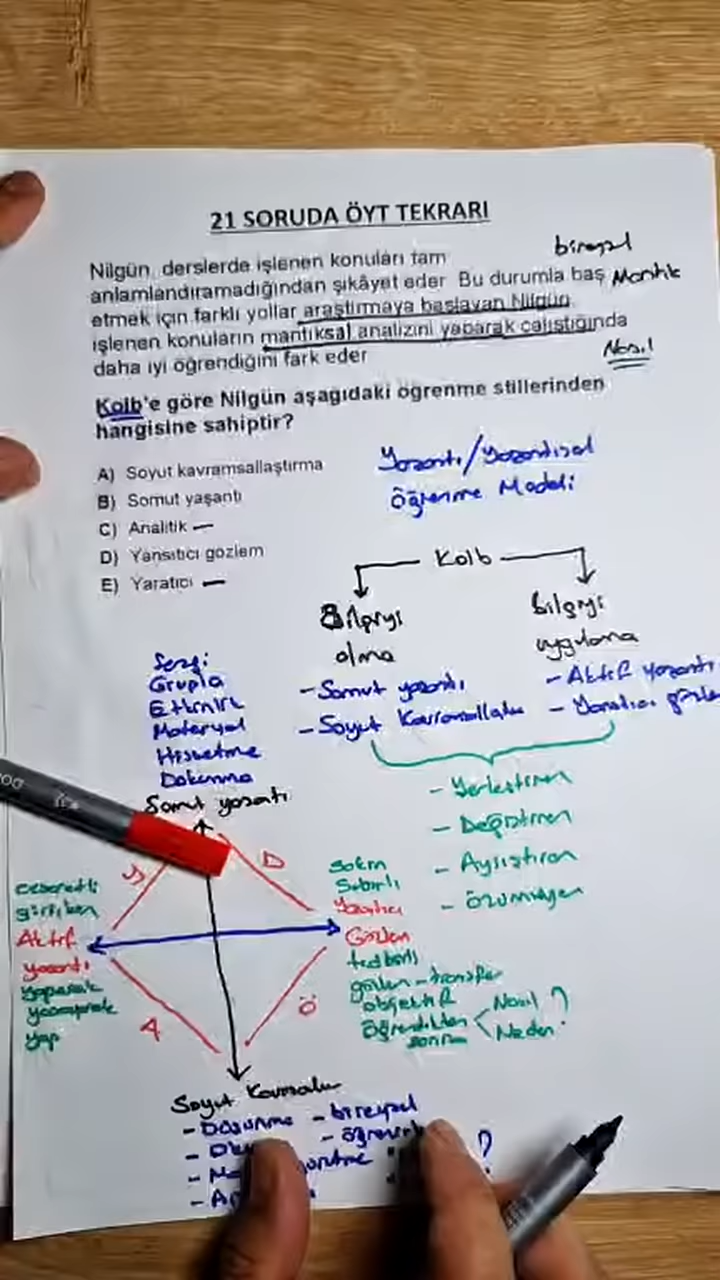 21 SORUDA ÖYT TEKRARI
Nilgün, derslerde işlenen konuları tam
anlamlandıramadığından şikâyet eder Bu durumla baş
etmek için farklı yollar araştırmaya başlayan Nilgün
işlenen konuların mantıksal analizini yaparak çalıştığında
daha iyi öğrendiğini fark eder
bireysel
Mantık
Nasıl
Kolb'e göre Nilgün aşağıdaki öğrenme stillerinden
hangisine sahiptir?
A) Soyut kavramsallaştırma
B) Somut yaşantı
C) Analitik
D) Yansıtıcı gözlem
E) Yaratıcı
Yaşantı/Yaşantısal
Öğrenme Modeli
Kolb
Bilgiyi
alma
- Somut yaşantı
- Soyut
bilgiyi
uygulama
- Aktif yaşantı
- Yerleştiren
- Değiştiren
- Ayrıştıran
- Özümseyen
Sezgi
Grupla
Etkinlik
Materyal
Hissetme
Dokunma
Somut yaşantı
Y
D
cesaretli
girişken
Aktif
yaşantı
yaparak
yaşayarak
yap
sakin
Sabırlı
Yansıtıcı
Gözlem
tedbirli
gözlem - transfer
objektif
öğrendikten
sonra
Nasıl?
Neden?
A
Ö
Soyut
- Düşünme
- bireysel